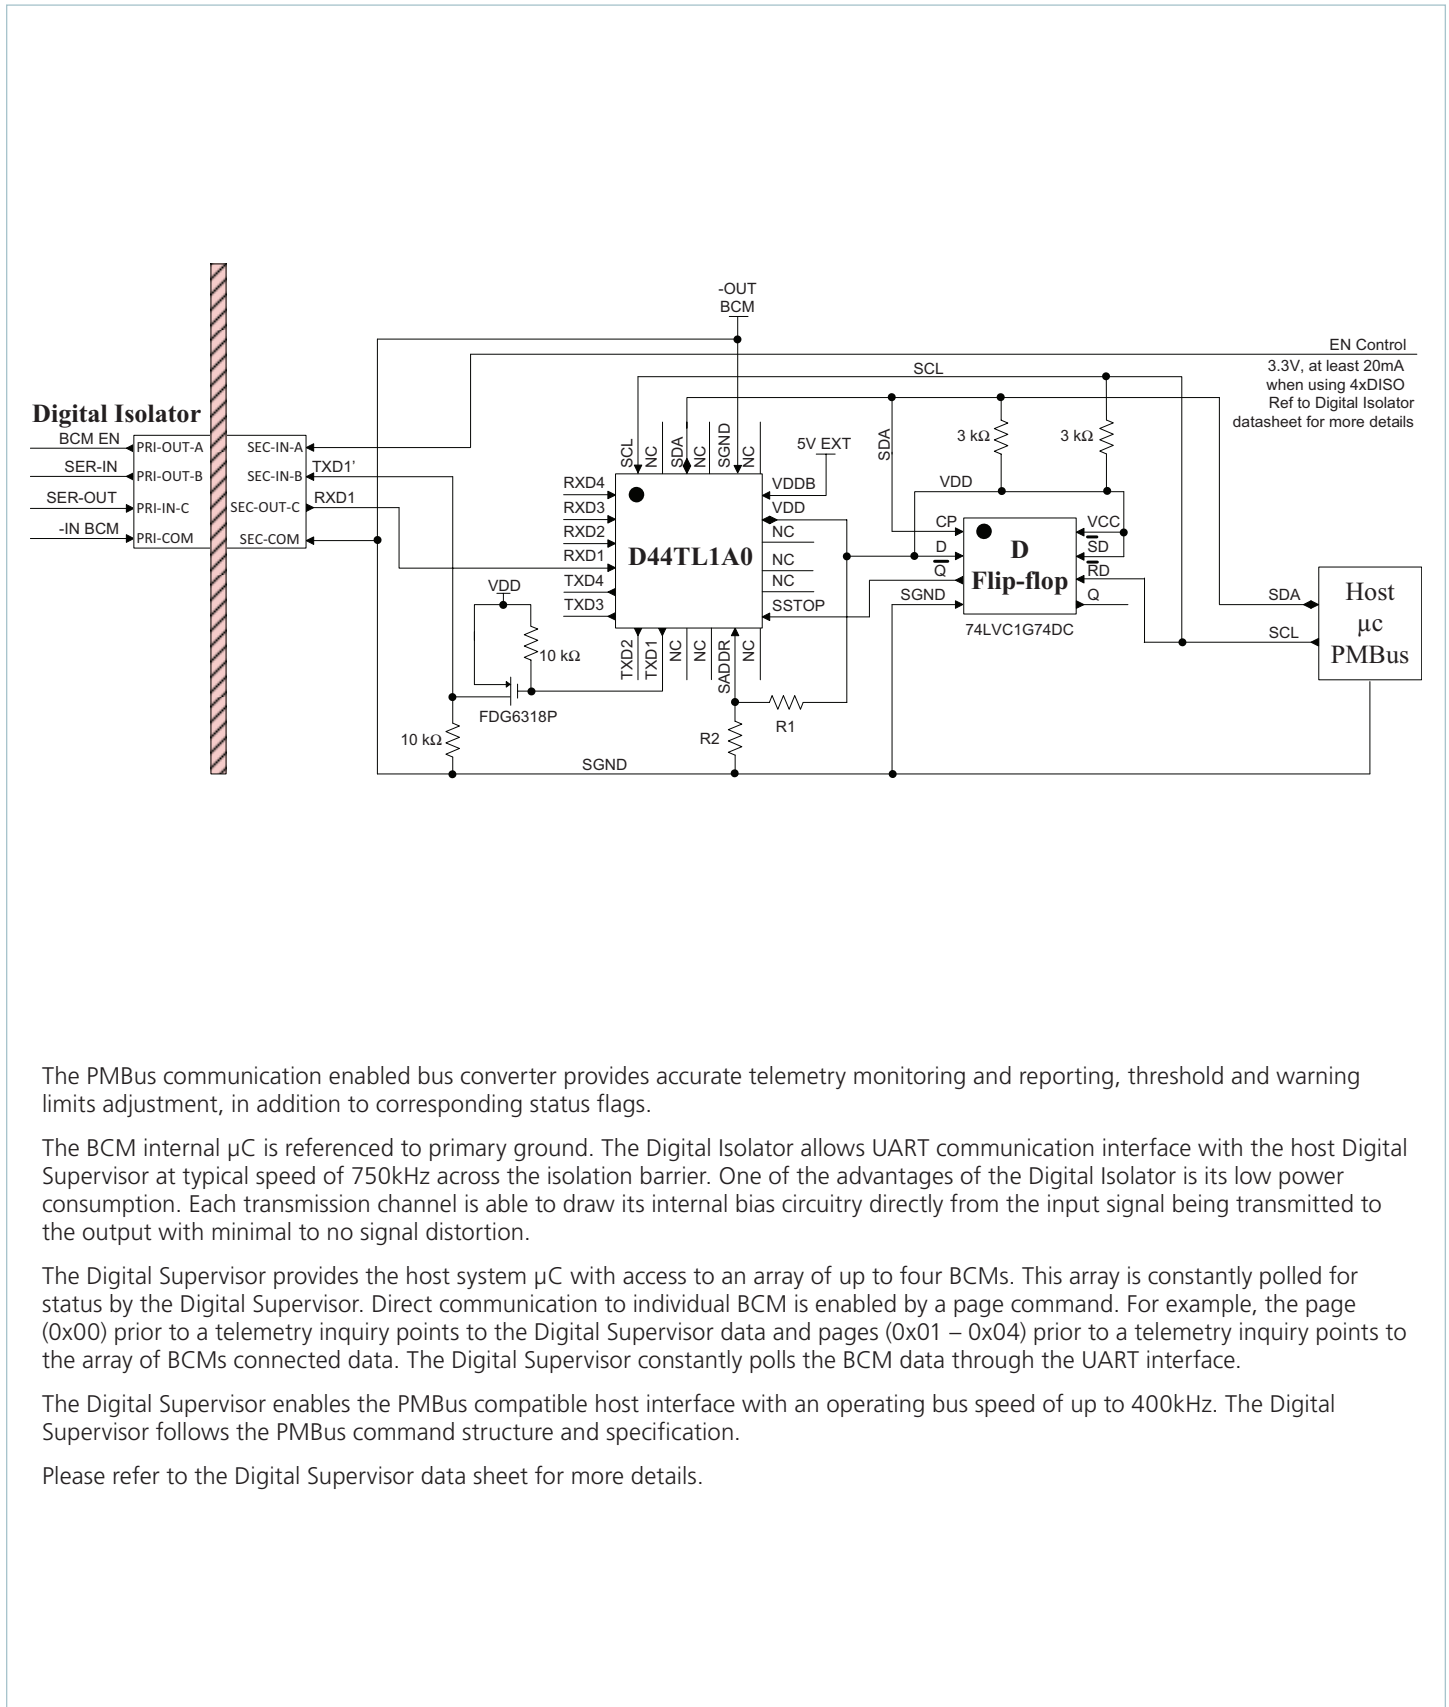 -OUT
BCM
EN Control
3.3V, at least 20mA
when using 4xDISO
Ref to Digital Isolator
datasheet for more details
SCL
Digital Isolator
BCM EN
PRI-OUT-A
SEC-IN-A
SER-IN
PRI-OUT-B
SEC-IN-B
TXD1’
SER-OUT
PRI-IN-C
SEC-OUT-C
RXD1
-IN BCM
PRI-COM
SEC-COM
SCL
NC
SDA
NC
SGND
NC
5V EXT
SDA
3 kΩ
3 kΩ
RXD4
RXD3
RXD2
RXD1
TXD4
TXD3
D44TL1A0
VDDB
VDD
NC
NC
NC
SSTOP
TXD2
TXD1
NC
NC
SADDR
NC
VDD
CP
D
Q
SGND
D
Flip-flop
VCC
SD
RD
Q
74LVC1G74DC
SDA
SCL
Host
µc
PMBus
VDD
10 kΩ
FDG6318P
10 kΩ
R1
R2
SGND
The PMBus communication enabled bus converter provides accurate telemetry monitoring and reporting, threshold and warning
limits adjustment, in addition to corresponding status flags.
The BCM internal µC is referenced to primary ground. The Digital Isolator allows UART communication interface with the host Digital
Supervisor at typical speed of 750kHz across the isolation barrier. One of the advantages of the Digital Isolator is its low power
consumption. Each transmission channel is able to draw its internal bias circuitry directly from the input signal being transmitted to
the output with minimal to no signal distortion.
The Digital Supervisor provides the host system µC with access to an array of up to four BCMs. This array is constantly polled for
status by the Digital Supervisor. Direct communication to individual BCM is enabled by a page command. For example, the page
(0x00) prior to a telemetry inquiry points to the Digital Supervisor data and pages (0x01 – 0x04) prior to a telemetry inquiry points to
the array of BCMs connected data. The Digital Supervisor constantly polls the BCM data through the UART interface.
The Digital Supervisor enables the PMBus compatible host interface with an operating bus speed of up to 400kHz. The Digital
Supervisor follows the PMBus command structure and specification.
Please refer to the Digital Supervisor data sheet for more details.